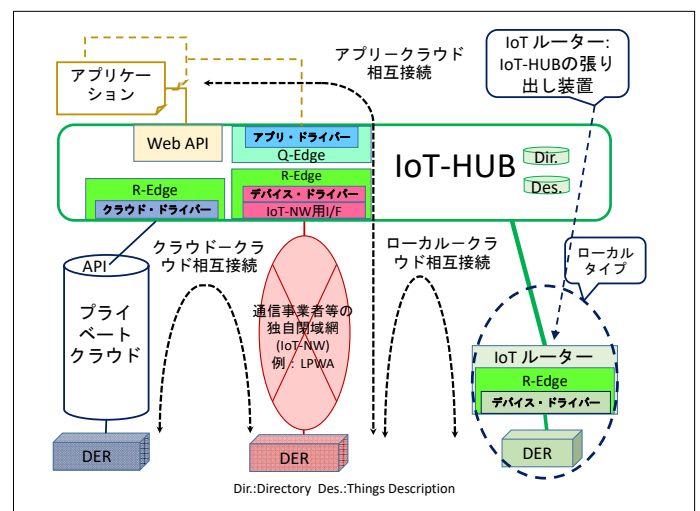 アプリケー
ション
アプリークラウド
相互接続
IoT ルーター:
IoT-HUBの張り
出し装置
Web API
アプリ・ドライバー
Q-Edge
IoT-HUB
Dir.
Des.
R-Edge
クラウド・ドライバー
R-Edge
デバイス・ドライバー
IoT-NW用I/F
API
クラウドークラ
ウド相互接続
ローカルークラ
ウド相互接続
ローカル
タイプ
プライ
ベート
クラウド
通信事業者等の
独自閉域網
(IoT-NW)
例：LPWA
IoT ルーター
R-Edge
デバイス・ドライバー
DER
DER
DER
Dir.:Directory Des.:Things Description